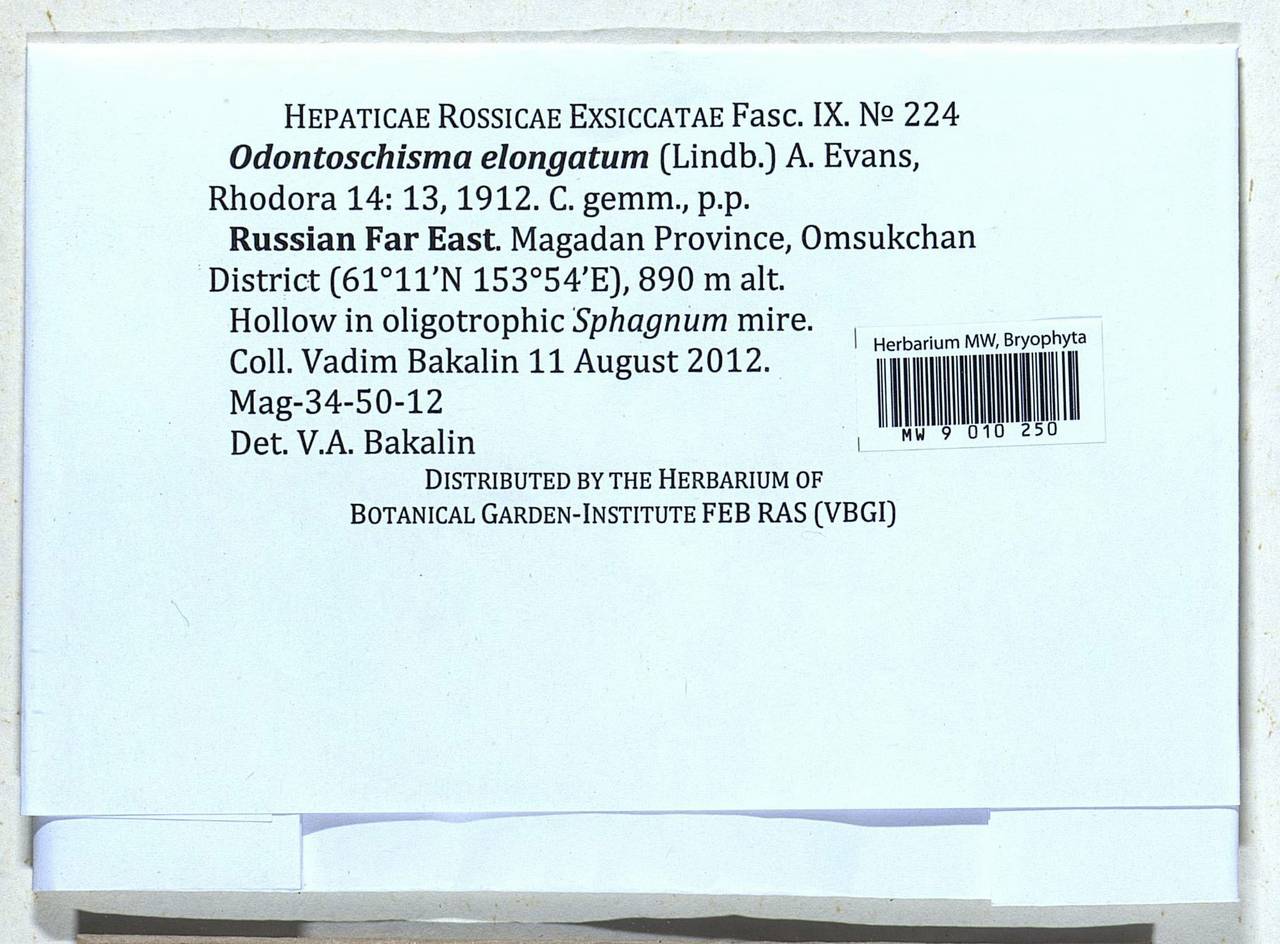 HEPATICAE ROSSICAE EXSICCATAE Fasc. IX. № 224
Odontoschisma elongatum (Lindb.) A. Evans,
Rhodora 14: 13, 1912. C. gemm., p.p.
Russian Far East. Magadan Province, Omsukchan
District (61°11’N 153°54’E), 890 m alt.
Hollow in oligotrophic Sphagnum mire.
Coll. Vadim Bakalin 11 August 2012.
Mag-34-50-12
Det. V.A. Bakalin
DISTRIBUTED BY THE HERBARIUM OF
BOTANICAL GARDEN-INSTITUTE FEB RAS (VBGI)
Herbarium MW, Bryophyta
MW 9 010 250